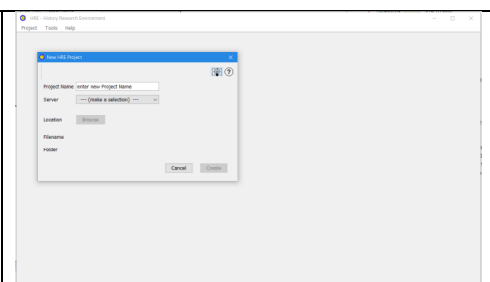 HRE - History Research Environment
Project Tools Help
New HRE Project
Project Name enter new Project Name
Server --- (make a selection) ---
Location Browse
Filename
Folder
Cancel Create